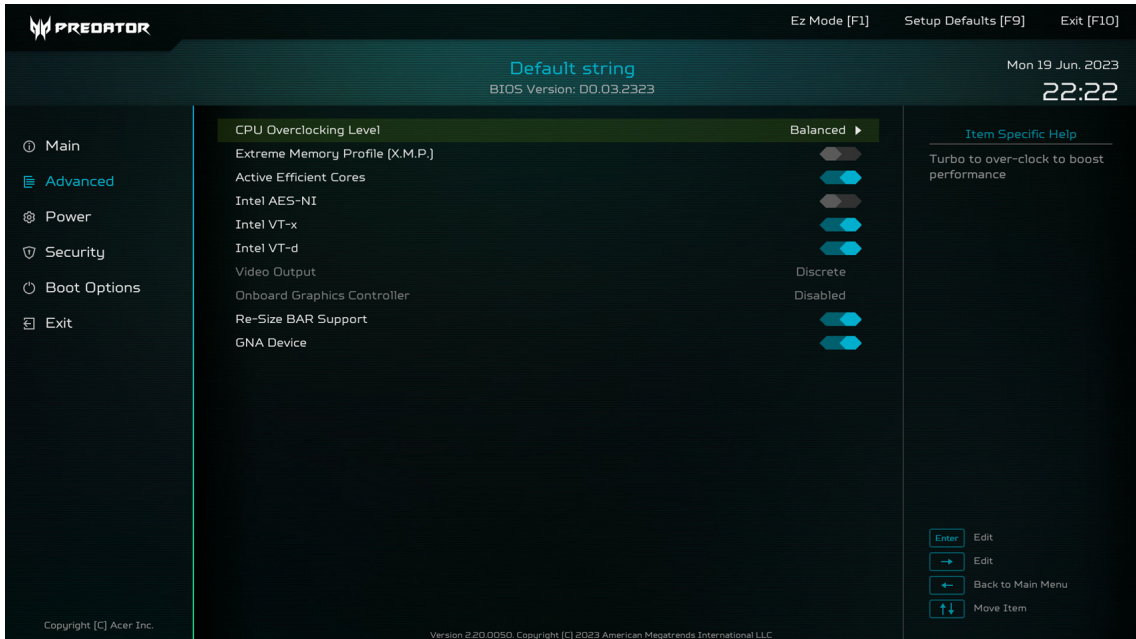 PREDATOR
Ez Mode [F1] Setup Defaults [F9] Exit [F10]
Default string
BIOS Version: D0.03.2323
Mon 19 Jun. 2023
22:22
Main
Advanced
Power
Security
Boot Options
Exit
CPU Overclocking Level Balanced
Extreme Memory Profile (X.M.P.)
Active Efficient Cores
Intel AES-NI
Intel VT-x
Intel VT-d
Video Output Discrete
Onboard Graphics Controller Disabled
Re-Size BAR Support
GNA Device
Item Specific Help
Turbo to over-clock to boost
performance
Enter Edit
→ Edit
← Back to Main Menu
↑↓ Move Item
Copyright [C] Acer Inc.
Version 2.20.0050. Copyright [C] 2023 American Megatrends International LLC